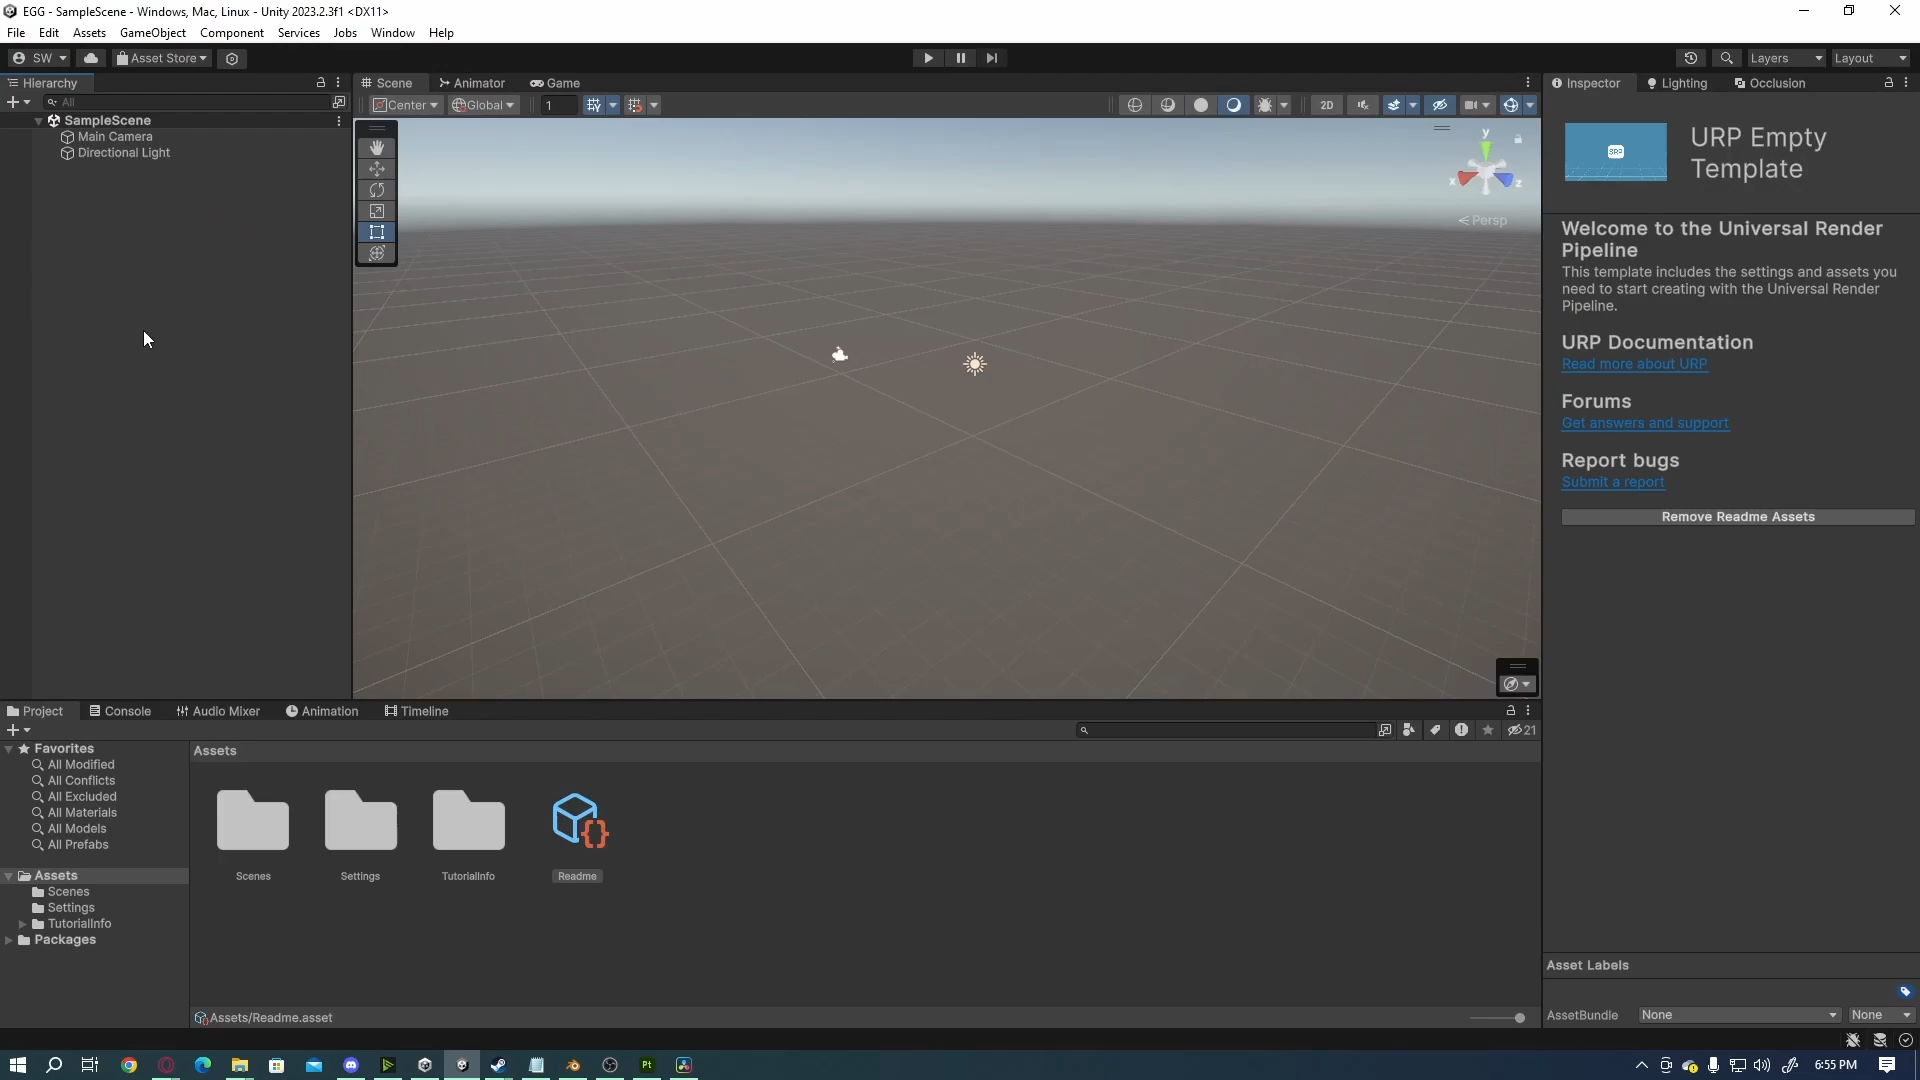 EGG - SampleScene - Windows, Mac, Linux - Unity 2023.2.3f1 <DX11>
File Edit Assets GameObject Component Services Jobs Window Help
SW Asset Store Layers Layout
Hierarchy
All
SampleScene
Main Camera
Directional Light
Scene Animator Game
Center Global 1 2D
y
x z
Persp
Inspector Lighting Occlusion
SRP
URP Empty
Template
Welcome to the Universal Render
Pipeline
This template includes the settings and assets you
need to start creating with the Universal Render
Pipeline.
URP Documentation
Read more about URP
Forums
Get answers and support
Report bugs
Submit a report
Remove Readme Assets
Project Console Audio Mixer Animation Timeline
21
Favorites
All Modified
All Conflicts
All Excluded
All Materials
All Models
All Prefabs
Assets
Scenes
Settings
TutorialInfo
Packages
Assets
Scenes Settings TutorialInfo Readme
Assets/Readme.asset
Asset Labels
AssetBundle None None
Pt
6:55 PM